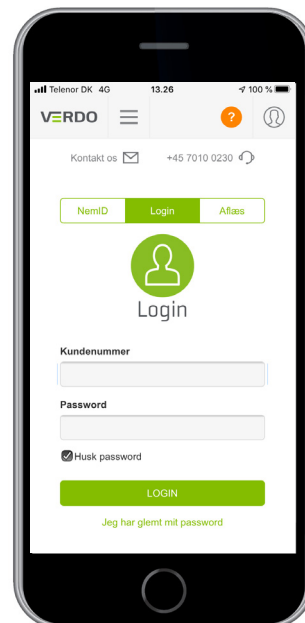 Telenor DK 4G 13.26 100 %
VERDO ?
Kontakt os +45 7010 0230
NemID Login Aflæs
Login
Kundenummer
Password
Husk password
LOGIN
Jeg har glemt mit password